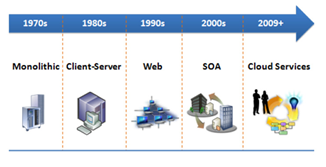 1970s 1980s 1990s 2000s 2009+
Monolithic Client-Server Web SOA Cloud Services